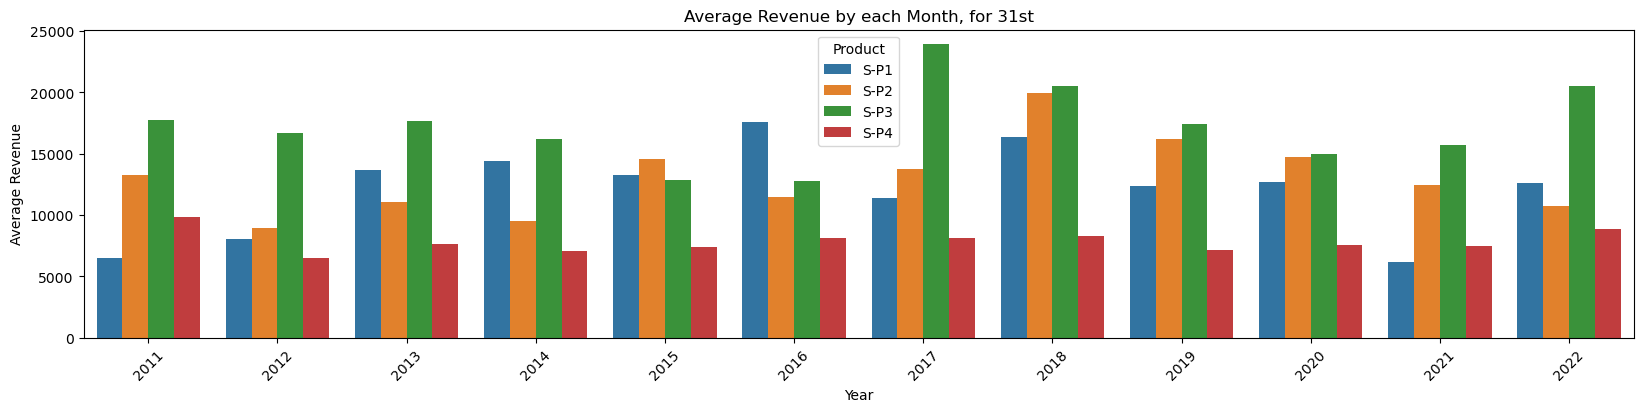 Average Revenue by each Month, for 31st
Average Revenue
25000
20000
15000
10000
5000
0
Product
S-P1
S-P2
S-P3
S-P4
2011 2012 2013 2014 2015 2016 2017 2018 2019 2020 2021 2022
Year